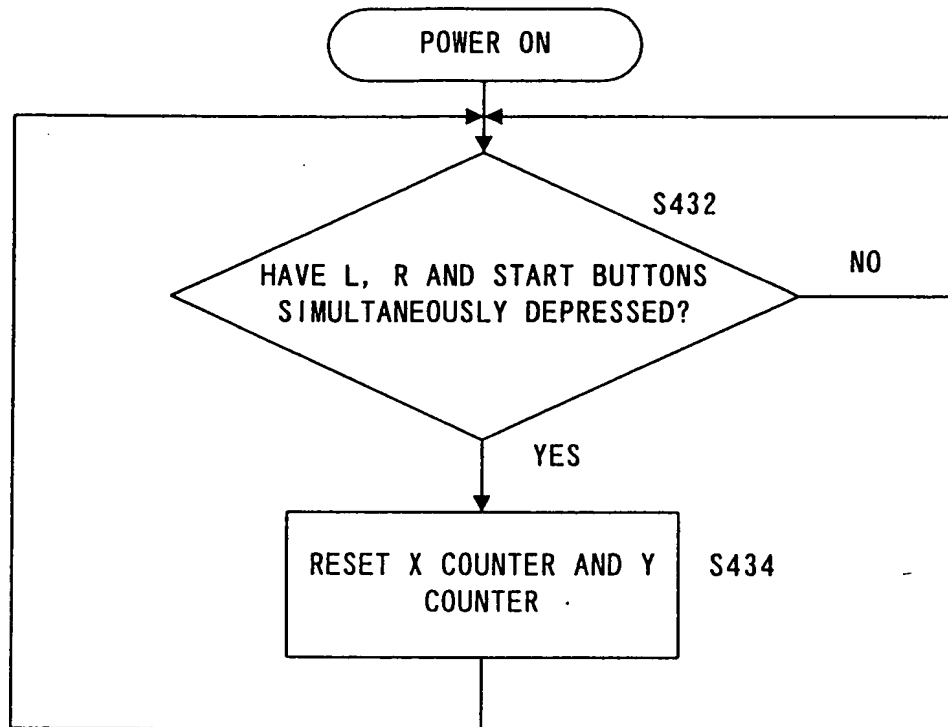 POWER ON
S432
HAVE L, R AND START BUTTONS
SIMULTANEOUSLY DEPRESSED?
NO
YES
RESET X COUNTER AND Y
COUNTER
S434